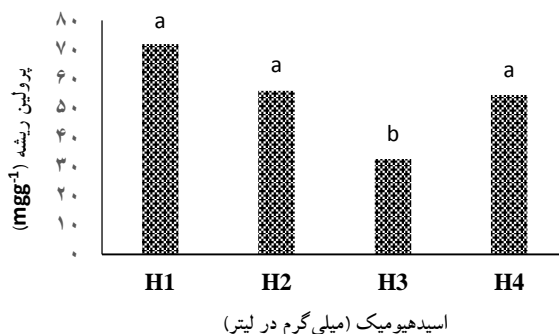 پرولین ریشه (mgg-1)
۸۰
۷۰
۶۰
۵۰
۴۰
۳۰
۲۰
۱۰
۰
a
a
b
a
H1 H2 H3 H4
اسیدهیومیک (میلی‌گرم در لیتر)